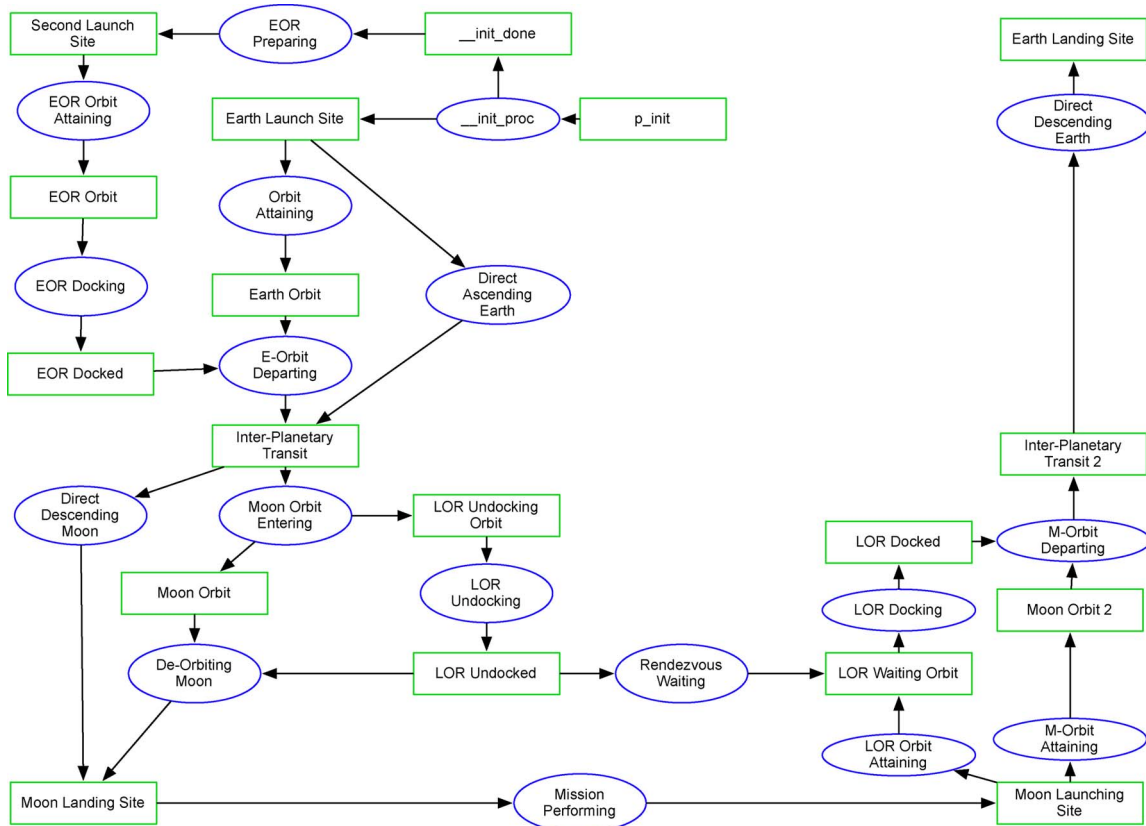 Second Launch
Site
EOR
Preparing
__init_done
Earth Landing Site
EOR Orbit
Attaining
Earth Launch Site
__init_proc
p_init
Direct
Descending
Earth
EOR Orbit
Orbit
Attaining
EOR Docking
Earth Orbit
Direct
Ascending
Earth
EOR Docked
E-Orbit
Departing
Inter-Planetary
Transit
Inter-Planetary
Transit 2
Direct
Descending
Moon
Moon Orbit
Entering
LOR Undocking
Orbit
LOR Docked
M-Orbit
Departing
Moon Orbit
LOR
Undocking
LOR Docking
Moon Orbit 2
De-Orbiting
Moon
LOR Undocked
Rendezvous
Waiting
LOR Waiting Orbit
LOR Orbit
Attaining
M-Orbit
Attaining
Moon Landing Site
Mission
Performing
Moon Launching
Site